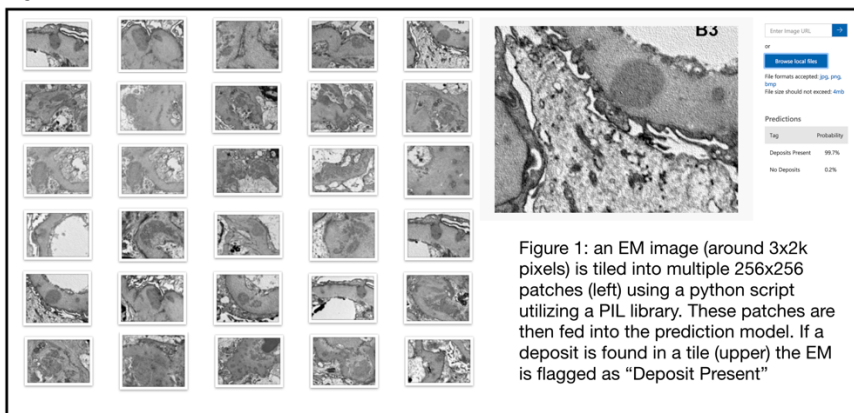 B3
Enter Image URL
or
Browse local files
File formats accepted: jpg, png,
bmp
File size should not exceed: 4mb
Predictions
Tag Probability
Deposits Present 99.7%
No Deposits 0.2%
Figure 1: an EM image (around 3x2k
pixels) is tiled into multiple 256x256
patches (left) using a python script
utilizing a PIL library. These patches are
then fed into the prediction model. If a
deposit is found in a tile (upper) the EM
is flagged as “Deposit Present”